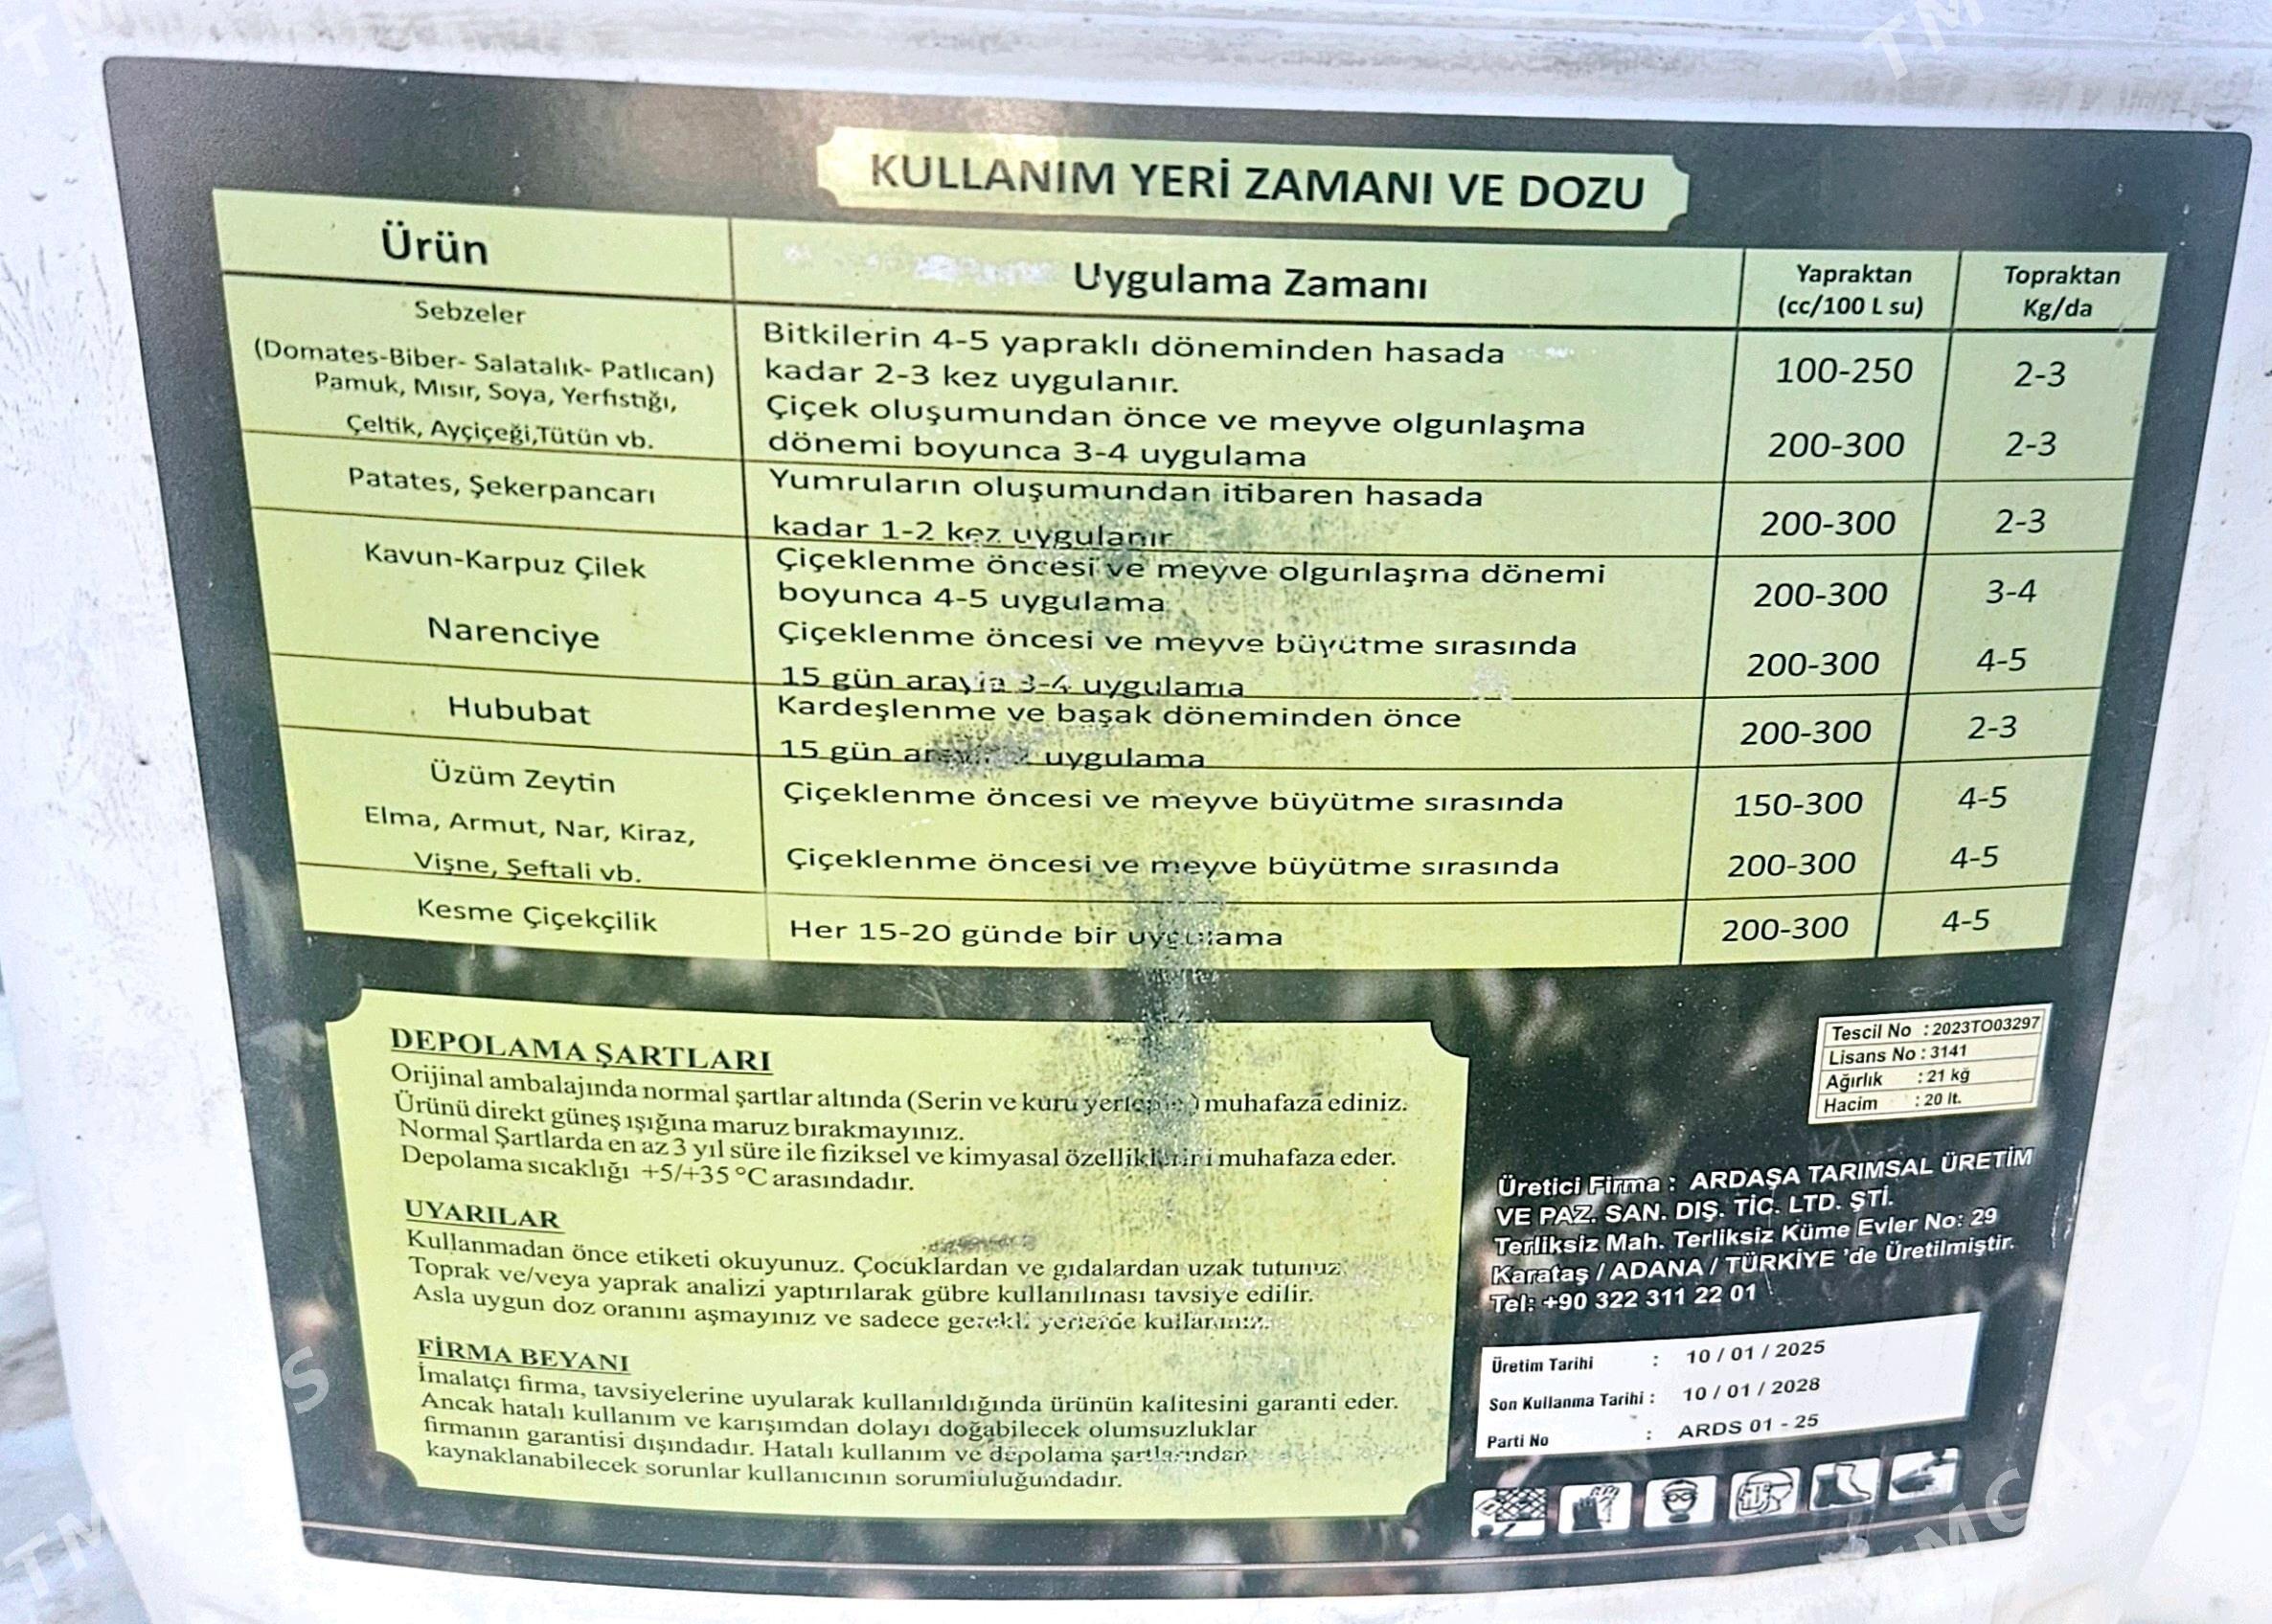 KULLANIM YERİ ZAMANI VE DOZU
Ürün
Uygulama Zamanı
Yapraktan
(cc/100 L su)
Topraktan
Kg/da
Sebzeler
(Domates-Biber- Salatalık- Patlıcan)
Bitkilerin 4-5 yapraklı döneminden hasada
kadar 2-3 kez uygulanır.
100-250
2-3
Pamuk, Mısır, Soya, Yerfıstığı,
Çeltik, Ayçiçeği,Tütün vb.
Çiçek oluşumundan önce ve meyve olgunlaşma
dönemi boyunca 3-4 uygulama
200-300
2-3
Patates, Şekerpancarı
Yumruların oluşumundan itibaren hasada
kadar 1-2 kez uygulanır
200-300
2-3
Kavun-Karpuz Çilek
Çiçeklenme öncesi ve meyve olgunlaşma dönemi
boyunca 4-5 uygulama
200-300
3-4
Narenciye
Çiçeklenme öncesi ve meyve büyütme sırasında
15 gün arayla 3-4 uygulama
200-300
4-5
Hububat
Kardeşlenme ve başak döneminden önce
15 gün uygulama
200-300
2-3
Üzüm Zeytin
Çiçeklenme öncesi ve meyve büyütme sırasında
150-300
4-5
Elma, Armut, Nar, Kiraz,
Vişne, Şeftali vb.
Çiçeklenme öncesi ve meyve büyütme sırasında
200-300
4-5
Kesme Çiçekçilik
Her 15-20 günde bir uygulama
200-300
4-5
DEPOLAMA ŞARTLARI
Orijinal ambalajında normal şartlar altında (Serin ve kuru muhafaza ediniz.
Ürünü direkt güneş ışığına maruz bırakmayınız.
Normal Şartlarda en az 3 yıl süre ile fiziksel ve kimyasal özelliklerini muhafaza eder.
Depolama sıcaklığı +5/+35 °C arasındadır.
UYARILAR
Kullanmadan önce etiketi okuyunuz. Çocuklardan ve gıdalardan uzak tutunuz.
Toprak ve/veya yaprak analizi yaptırılarak gübre kullanılması tavsiye edilir.
Asla uygun doz oranını aşmayınız ve sadece gerekli yerlerde kullanınız.
FİRMA BEYANI
İmalatçı firma, tavsiyelerine uyularak kullanıldığında ürünün kalitesini garanti eder.
Ancak hatalı kullanım ve karışımdan dolayı doğabilecek olumsuzluklar
firmanın garantisi dışındadır. Hatalı kullanım ve depolama şartlarından
kaynaklanabilecek sorunlar kullanıcının sorumluluğundadır.
Tescil No : 2023TO03297
Lisans No : 3141
Ağırlık : 21 kğ
Hacim : 20 lt.
Üretici Firma : ARDAŞA TARIMSAL ÜRETİM
VE PAZ. SAN. DIŞ. TİC. LTD. ŞTİ.
Terliksiz Mah. Terliksiz Küme Evler No: 29
Karataş / ADANA / TÜRKİYE 'de Üretilmiştir.
Tel: +90 322 311 22 01
Üretim Tarihi : 10 / 01 / 2025
Son Kullanma Tarihi : 10 / 01 / 2028
Parti No : ARDS 01 - 25
TMCARS
TMCARS